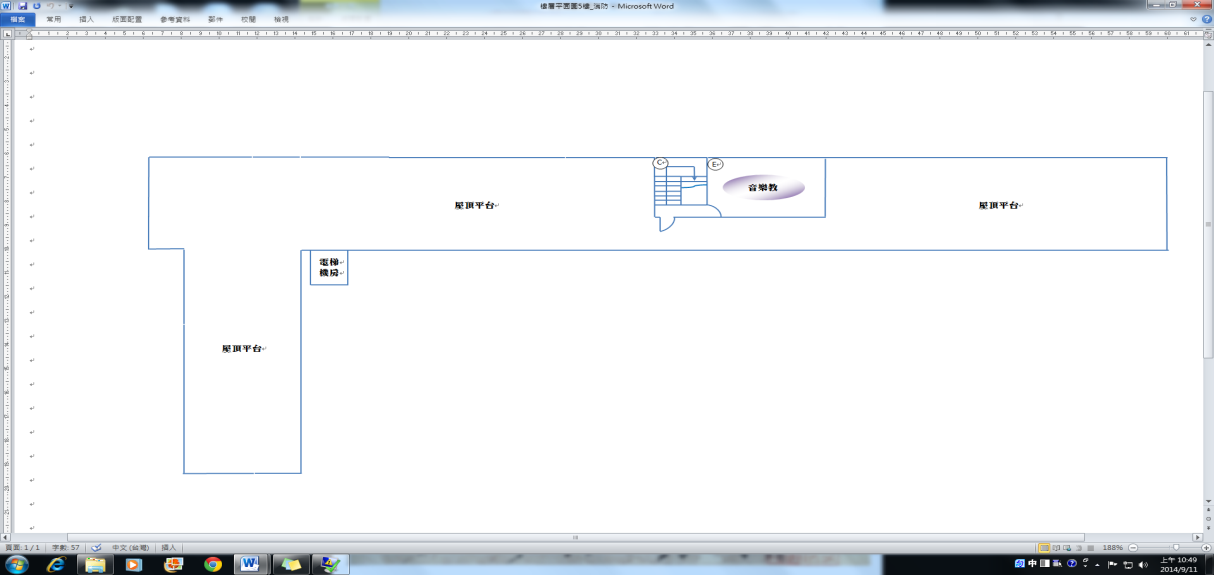 樓層平面圖5樓_消防 - Microsoft Word
檔案 常用 插入 版面配置 參考資料 郵件 校閱 檢視
C
E
音樂教
屋頂平台
屋頂平台
電梯
機房
屋頂平台
頁面: 1/1 字數: 57 中文(台灣) 插入
188%
中
上午 10:49
2014/9/11